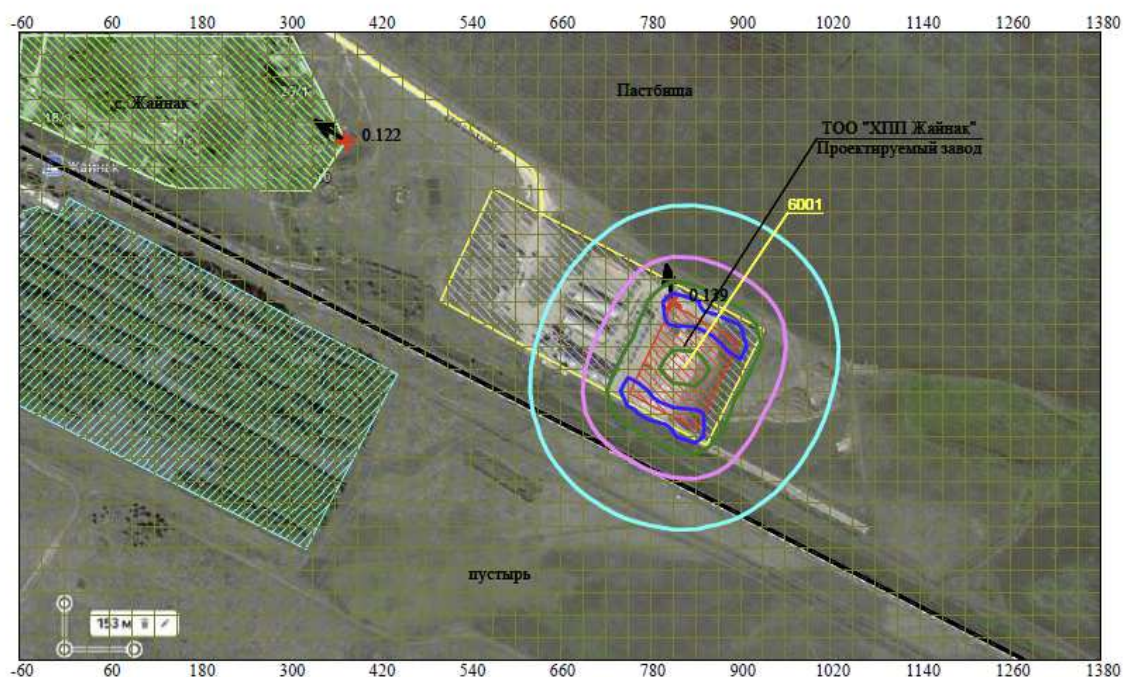 -60 60 180 300 420 540 660 780 900 1020 1140 1260 1380
Пастбища
с. Жайнак
ТОО "ХПП Жайнак"
0.122
Проектируемый завод
6001
0.139
пустырь
153 м
-60 60 180 300 420 540 660 780 900 1020 1140 1260 1380